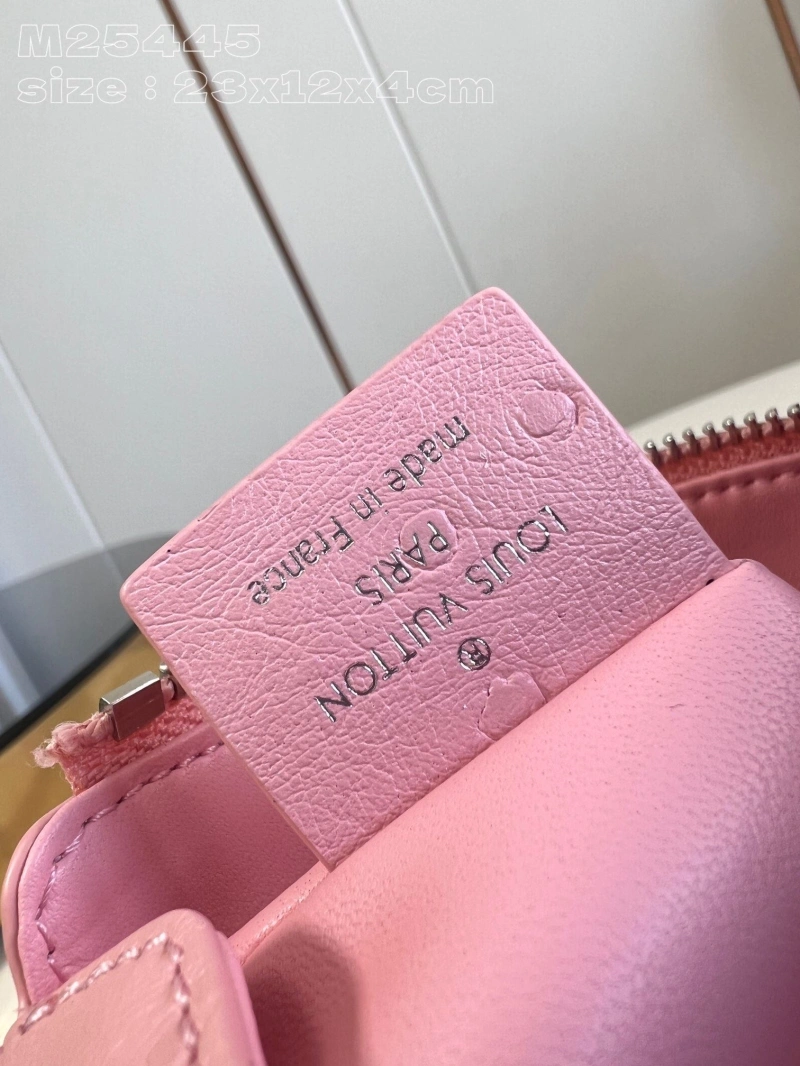 M25445
size：23x12x4cm
LOUIS VUITTON
®
PARIS
made in France